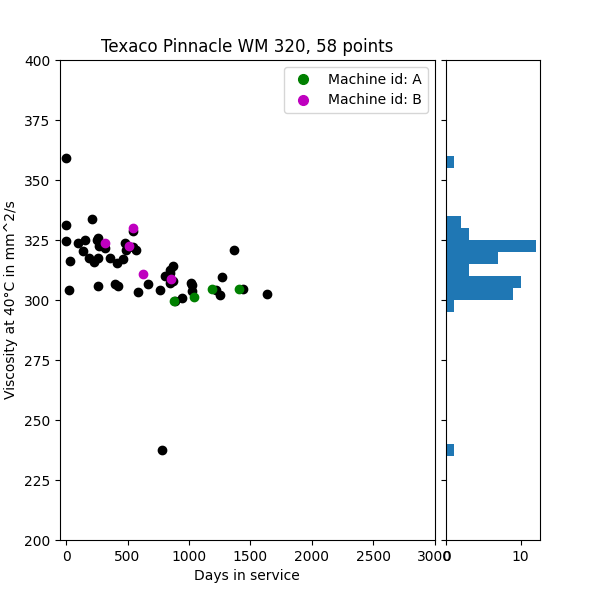 Texaco Pinnacle WM 320, 58 points
Machine id: A
Machine id: B
Viscosity at 40°C in mm^2/s
400
375
350
325
300
275
250
225
200
0 500 1000 1500 2000 2500 3000
0 10
Days in service